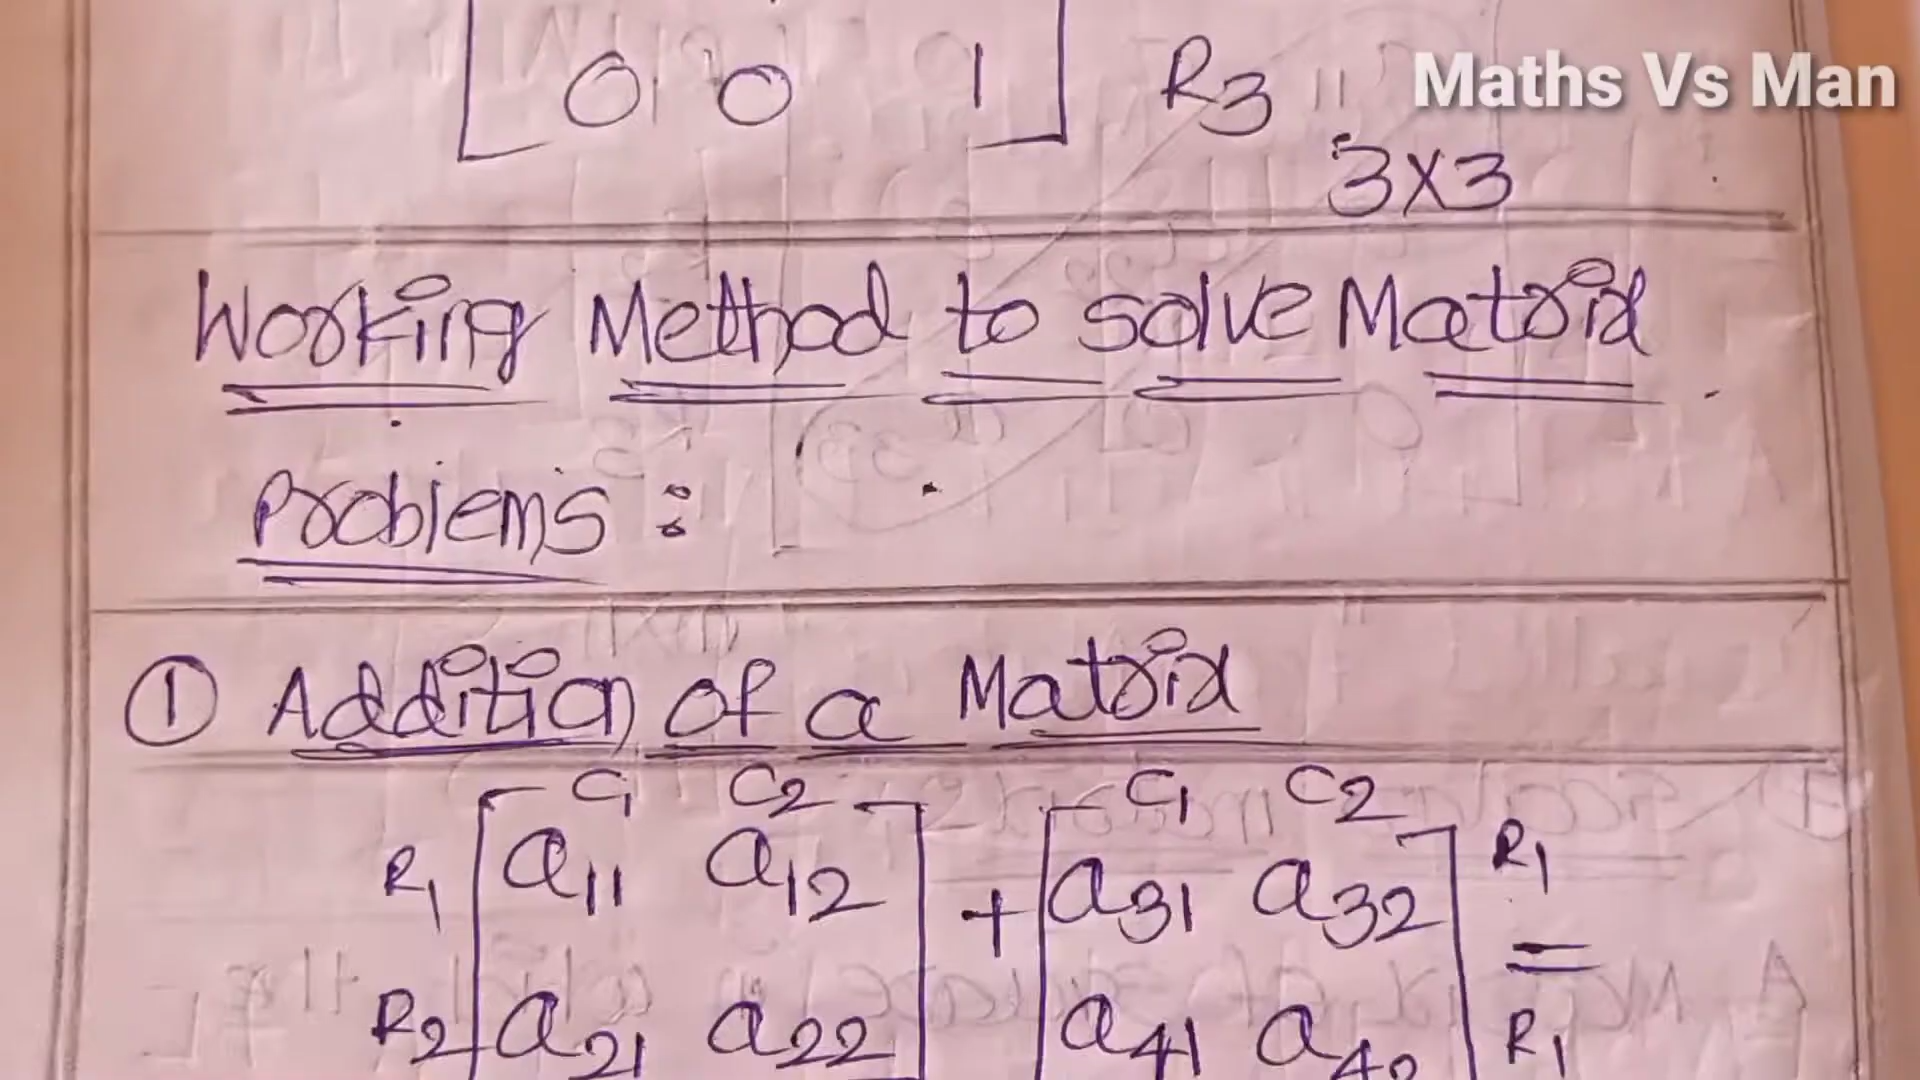 Maths Vs Man
0 0 1 R3
3x3
Working Method to solve Matrix
Problems :
① Addition of a Matrix
C1 C2 C1 C2
R1 a11 a12 + a31 a32 R1
=
R2 a21 a22 a41 a42 R1